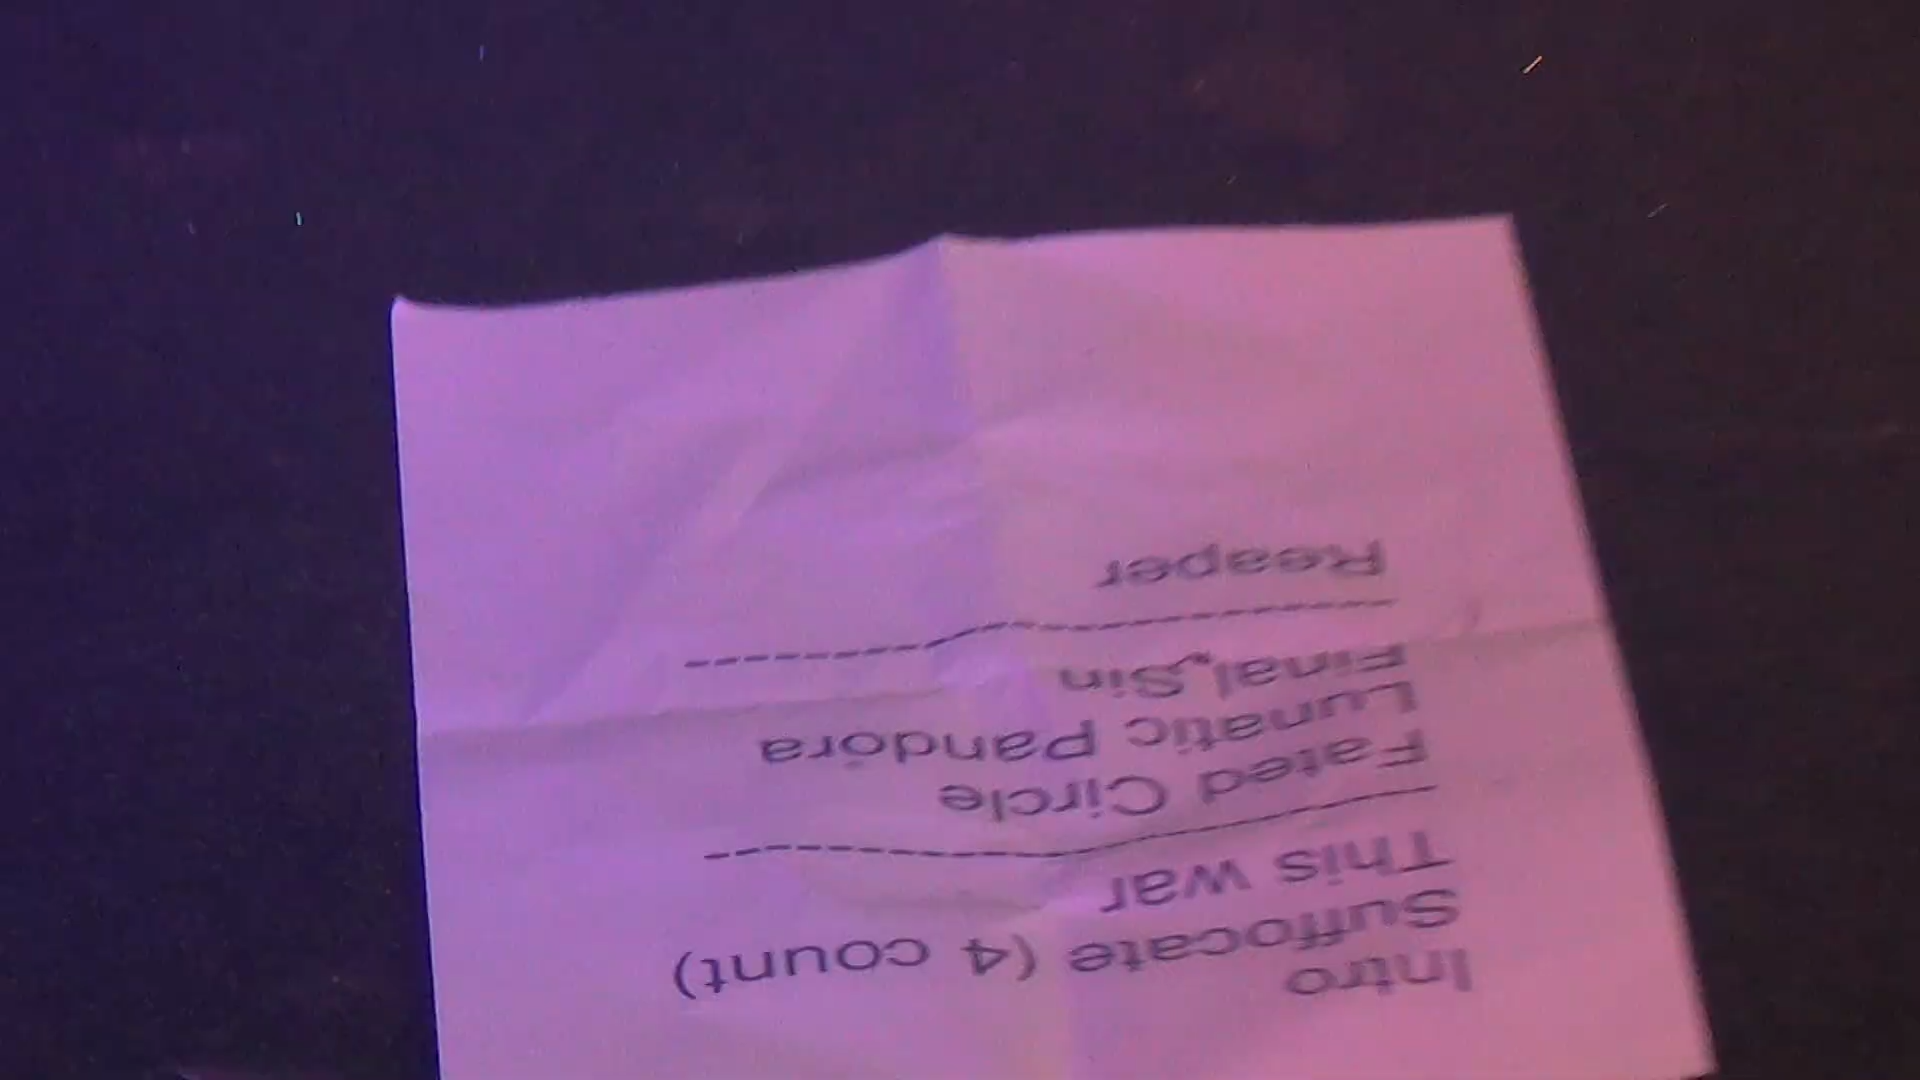 Intro
Suffocate (4 count)
This war
--------------------------
Fated Circle
Lunatic Pandora
Final,Sin
--------------------------
Reaper